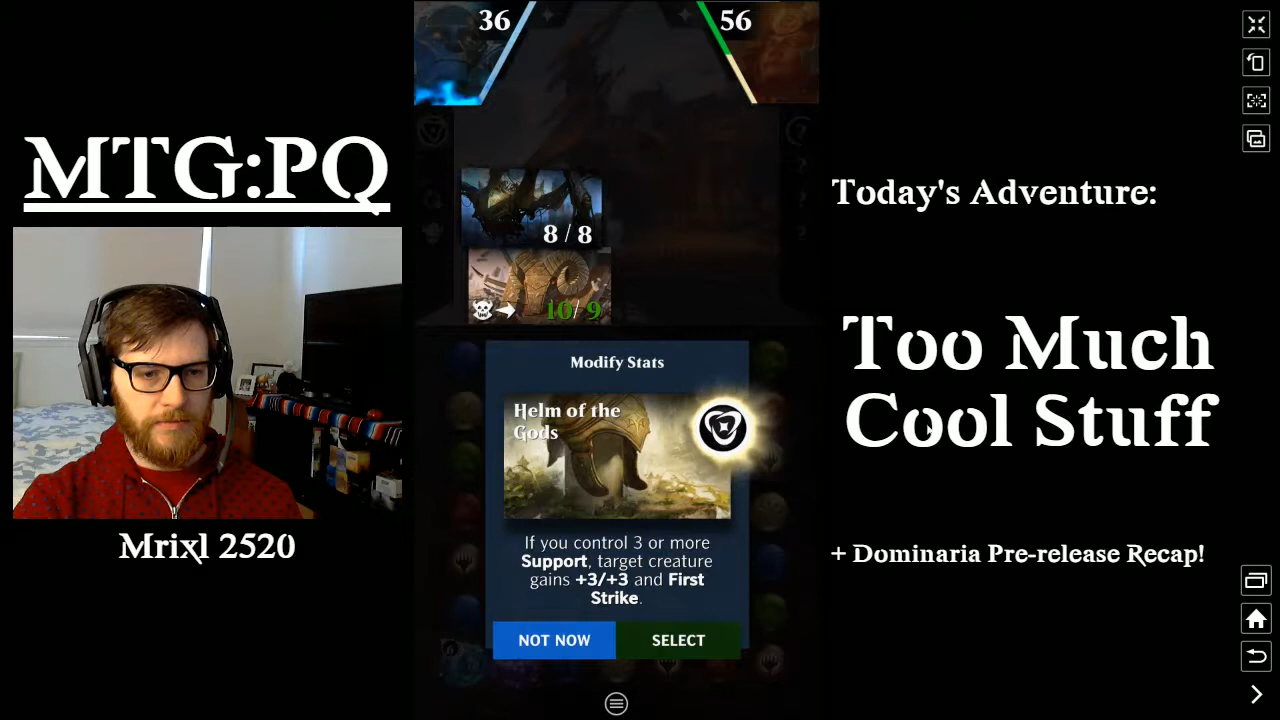 36
56
MTG:PQ
Today's Adventure:
8/8
10/9
Modify Stats
Helm of the
Gods
Too Much
Cool Stuff
If you control 3 or more
Support, target creature
gains +3/+3 and First
Strike.
Mrixl 2520
+ Dominaria Pre-release Recap!
NOT NOW
SELECT